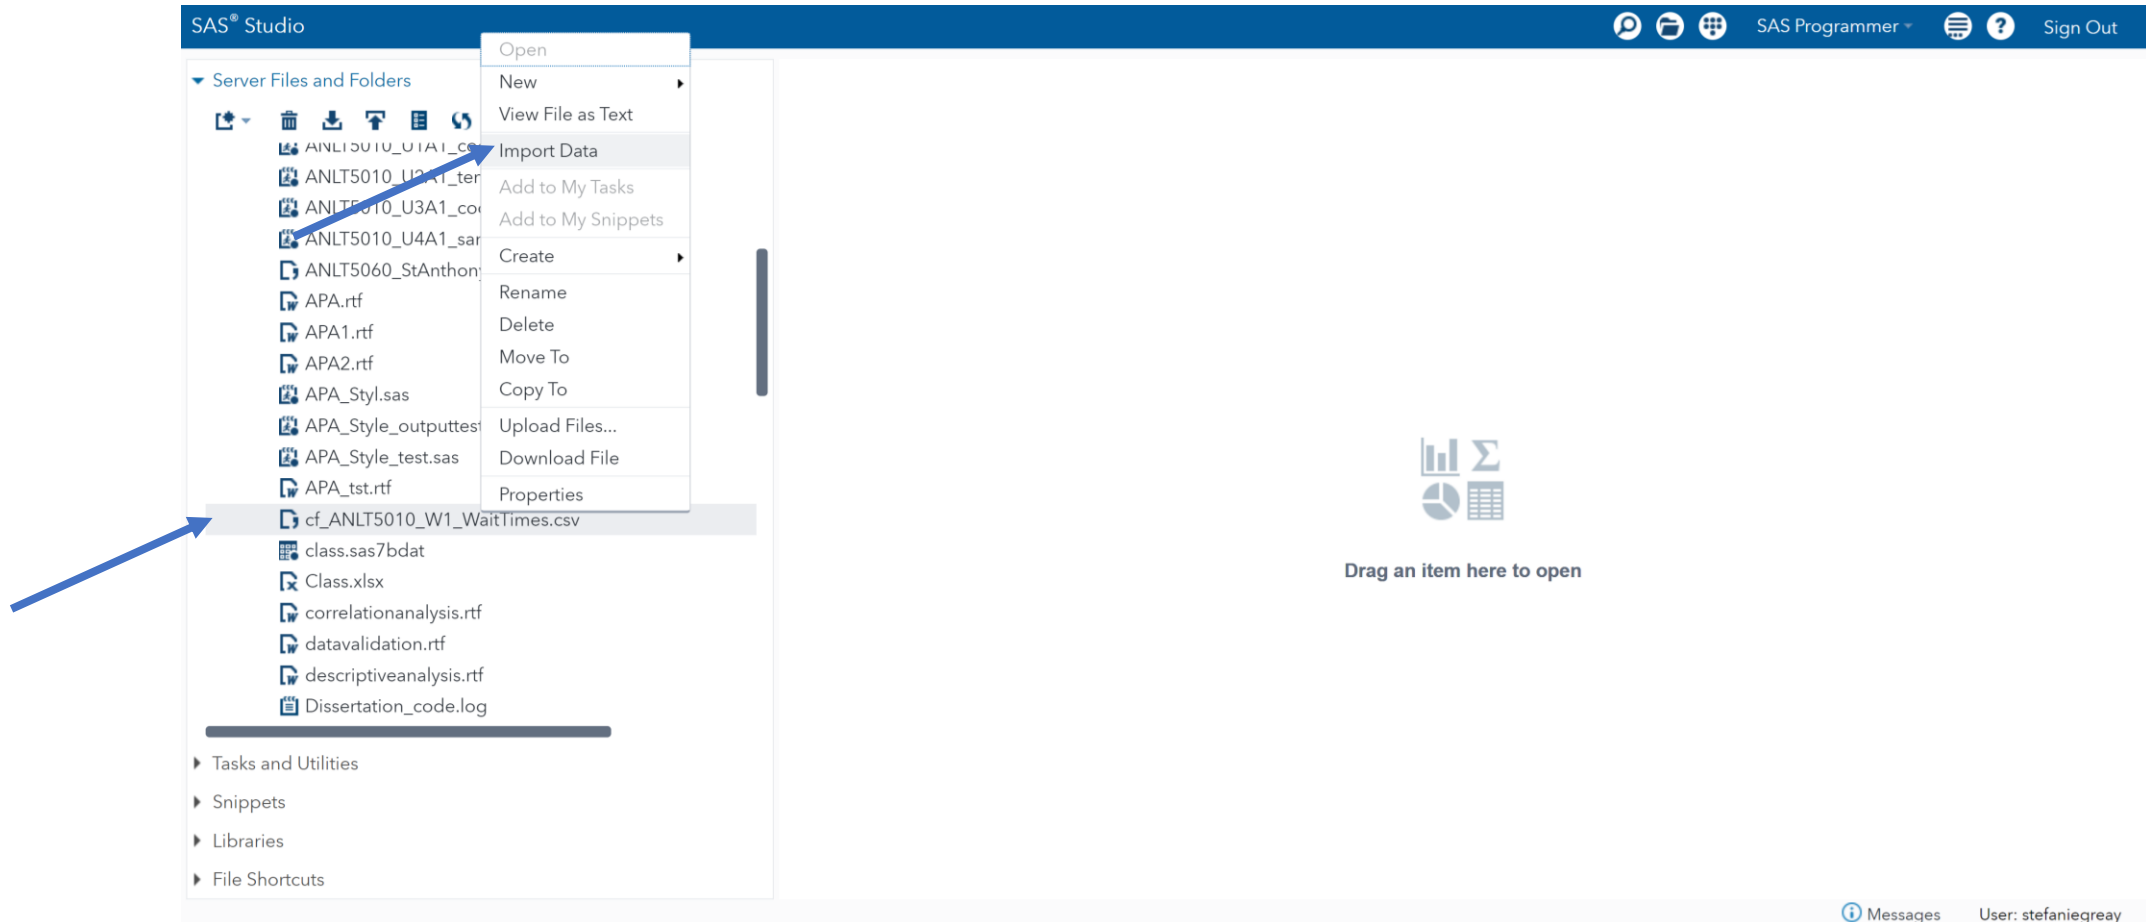 SAS® Studio
SAS Programmer
Sign Out
Server Files and Folders
ANLT5010_U1A1_co
ANLT5010_U2A1_ter
ANLT5010_U3A1_co
ANLT5010_U4A1_sar
ANLT5060_StAnthony
APA.rtf
APA1.rtf
APA2.rtf
APA_Styl.sas
APA_Style_outputtest
APA_Style_test.sas
APA_tst.rtf
cf_ANLT5010_W1_WaitTimes.csv
class.sas7bdat
Class.xlsx
correlationanalysis.rtf
datavalidation.rtf
descriptiveanalysis.rtf
Dissertation_code.log
Tasks and Utilities
Snippets
Libraries
File Shortcuts
Open
New
View File as Text
Import Data
Add to My Tasks
Add to My Snippets
Create
Rename
Delete
Move To
Copy To
Upload Files...
Download File
Properties
Drag an item here to open
Messages
User: stefaniegreay